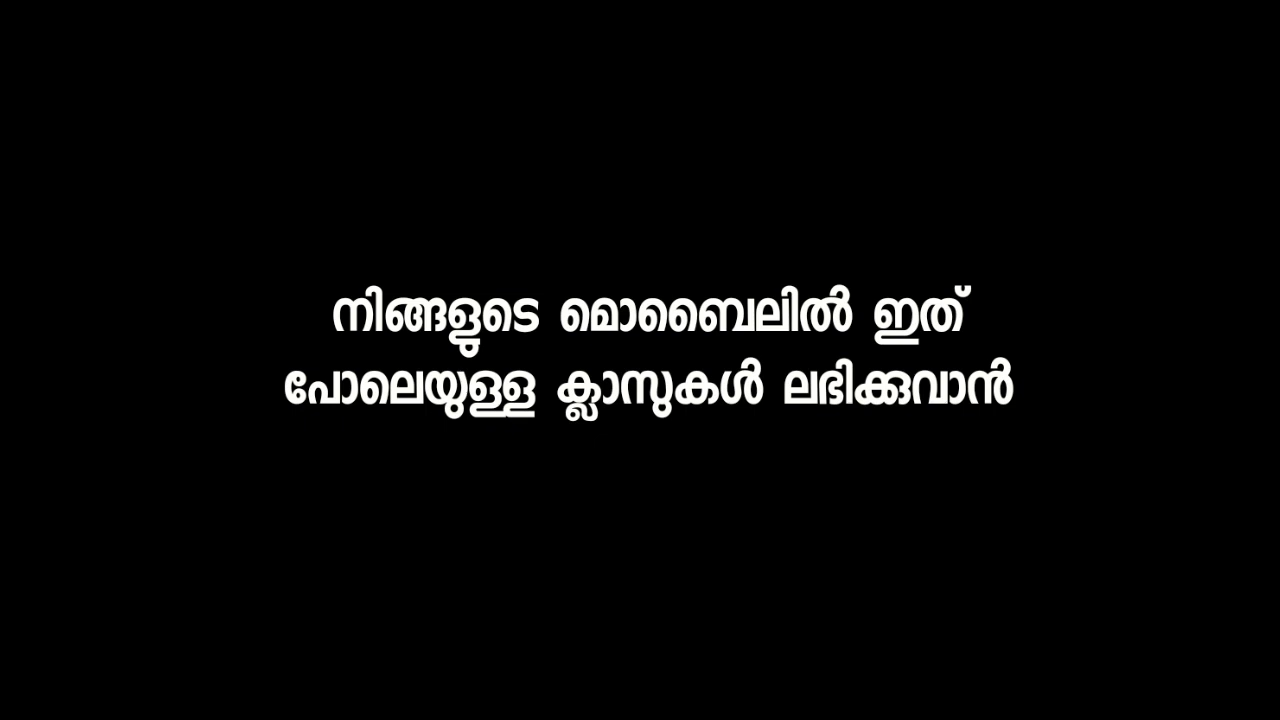 നിങ്ങളുടെ മൊബൈലിൽ ഇത്
പോലെയുള്ള ക്ലാസുകൾ ലഭിക്കുവാൻ